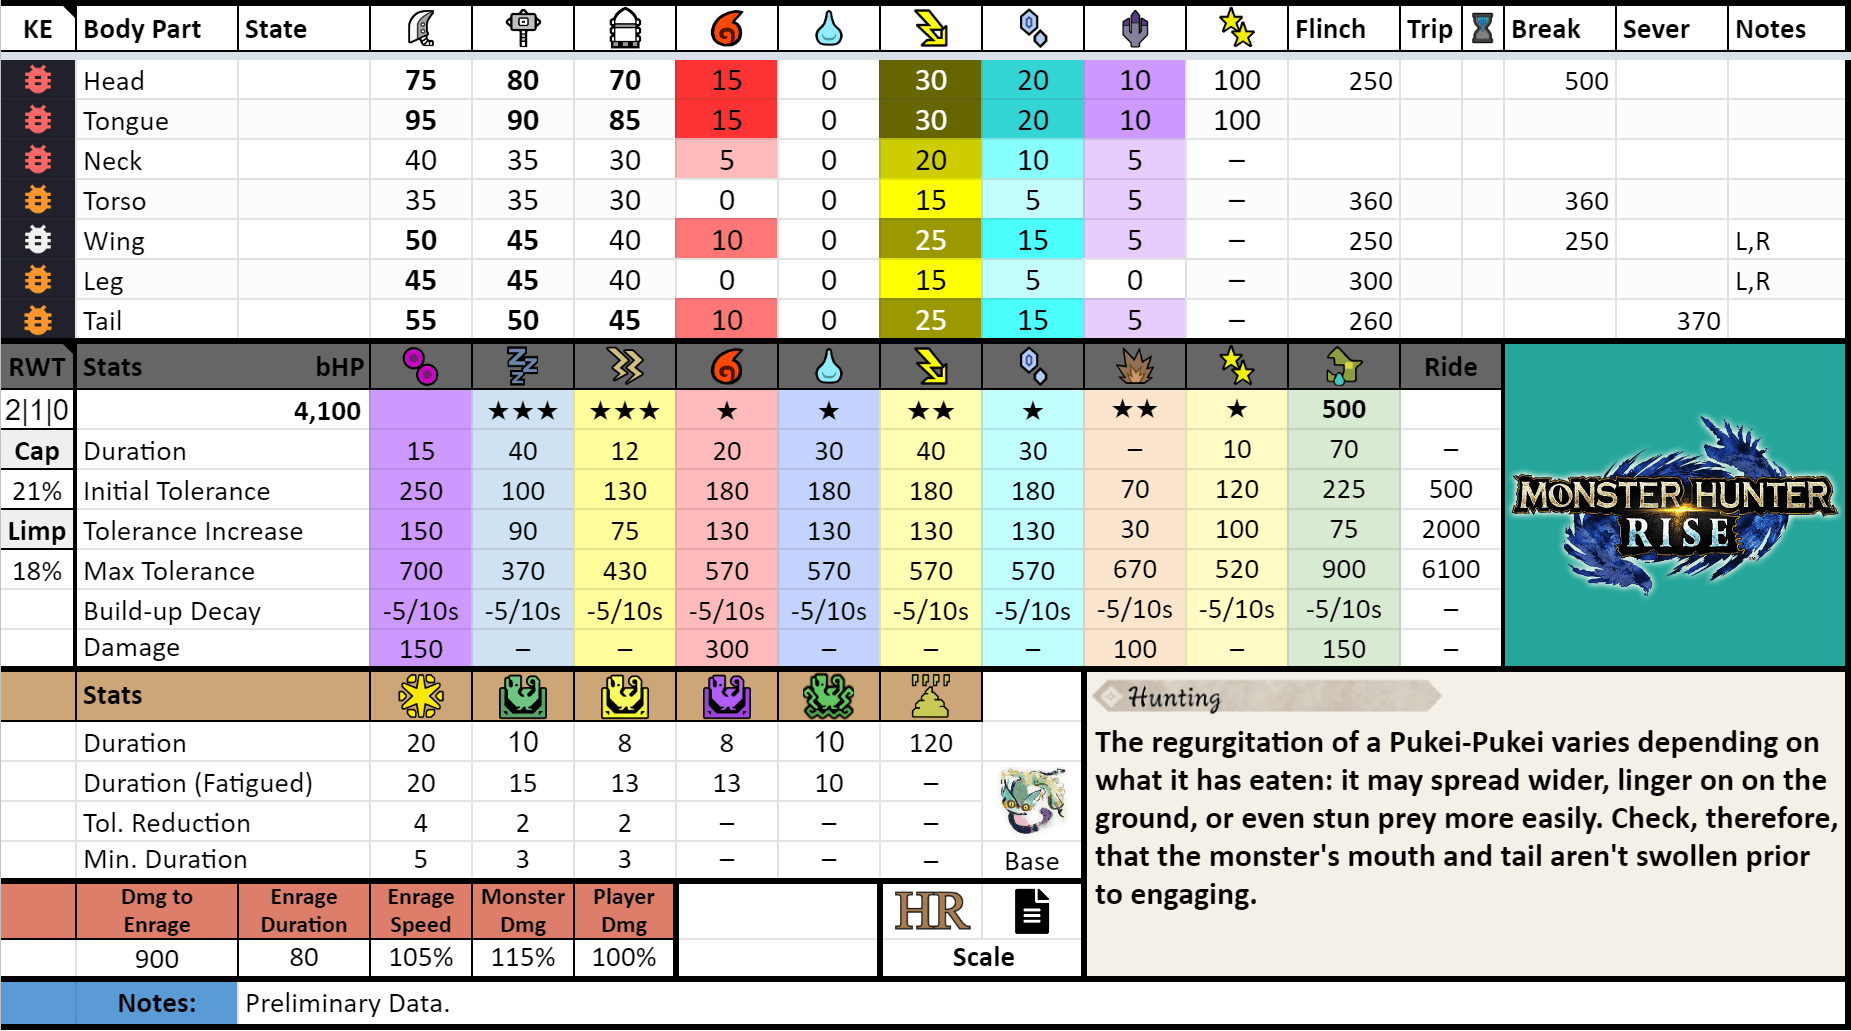 KE Body Part State Flinch Trip Break Sever Notes
Head 75 80 70 15 0 30 20 10 100 250 500
Tongue 95 90 85 15 0 30 20 10 100
Neck 40 35 30 5 0 20 10 5 –
Torso 35 35 30 0 0 15 5 5 – 360 360
Wing 50 45 40 10 0 25 15 5 – 250 250 L,R
Leg 45 45 40 0 0 15 5 0 – 300 L,R
Tail 55 50 45 10 0 25 15 5 – 260 370
RWT Stats bHP Ride
2|1|0 4,100 ★★★ ★★★ ★ ★ ★★ ★ ★★ ★ 500
Cap Duration 15 40 12 20 30 40 30 – 10 70 –
21% Initial Tolerance 250 100 130 180 180 180 180 70 120 225 500
Limp Tolerance Increase 150 90 75 130 130 130 130 30 100 75 2000
18% Max Tolerance 700 370 430 570 570 570 570 670 520 900 6100
Build-up Decay -5/10s -5/10s -5/10s -5/10s -5/10s -5/10s -5/10s -5/10s -5/10s -5/10s –
Damage 150 – – 300 – – – 100 – 150 –
MONSTER HUNTER
RISE
Stats
Duration 20 10 8 8 10 120
Duration (Fatigued) 20 15 13 13 10 –
Tol. Reduction 4 2 2 – – –
Min. Duration 5 3 3 – – – Base
Hunting
The regurgitation of a Pukei-Pukei varies depending on
what it has eaten: it may spread wider, linger on on the
ground, or even stun prey more easily. Check, therefore,
that the monster's mouth and tail aren't swollen prior
to engaging.
Dmg to Enrage Enrage Monster Player
Enrage Duration Speed Dmg Dmg
HR
900 80 105% 115% 100% Scale
Notes: Preliminary Data.